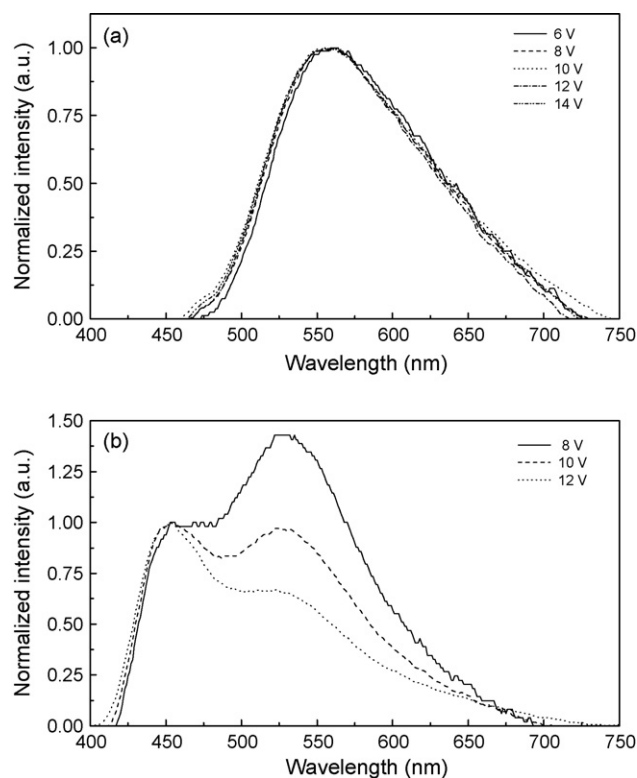 (a)
6 V
8 V
10 V
12 V
14 V
1.00
0.75
0.50
0.25
0.00
Normalized intensity (a.u.)
400 450 500 550 600 650 700 750
Wavelength (nm)
(b)
8 V
10 V
12 V
1.50
1.25
1.00
0.75
0.50
0.25
0.00
Normalized intensity (a.u.)
400 450 500 550 600 650 700 750
Wavelength (nm)